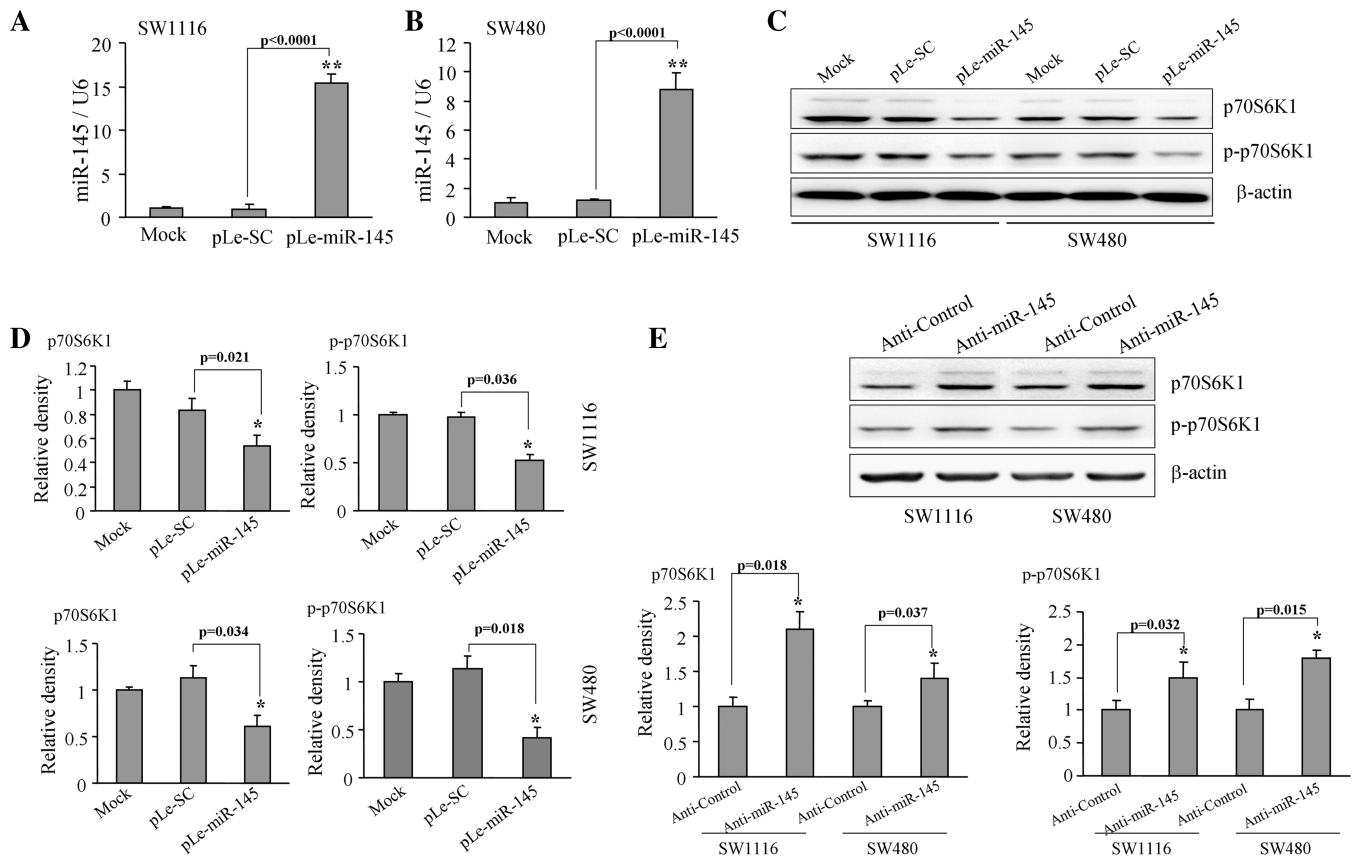 A
SW1116
p<0.0001
**
miR-145 / U6
20
15
10
5
0
Mock
pLe-SC
pLe-miR-145
B
SW480
p<0.0001
**
miR-145 / U6
12
10
8
6
4
2
0
Mock
pLe-SC
pLe-miR-145
C
Mock
pLe-SC
pLe-miR-145
Mock
pLe-SC
pLe-miR-145
p70S6K1
p-p70S6K1
β-actin
SW1116
SW480
D
p70S6K1
p=0.021
*
Relative density
1.2
1
0.8
0.6
0.4
0.2
0
Mock
pLe-SC
pLe-miR-145
p-p70S6K1
p=0.036
*
Relative density
1.5
1
0.5
0
Mock
pLe-SC
pLe-miR-145
SW1116
p70S6K1
p=0.034
*
Relative density
1.5
1
0.5
0
Mock
pLe-SC
pLe-miR-145
p-p70S6K1
p=0.018
*
Relative density
1.5
1
0.5
0
Mock
pLe-SC
pLe-miR-145
SW480
E
Anti-Control
Anti-miR-145
Anti-Control
Anti-miR-145
p70S6K1
p-p70S6K1
β-actin
SW1116
SW480
p70S6K1
p=0.018
*
p=0.037
*
Relative density
2.5
2
1.5
1
0.5
0
Anti-Control
Anti-miR-145
Anti-Control
Anti-miR-145
SW1116
SW480
p-p70S6K1
p=0.032
*
p=0.015
*
Relative density
2.5
2
1.5
1
0.5
0
Anti-Control
Anti-miR-145
Anti-Control
Anti-miR-145
SW1116
SW480